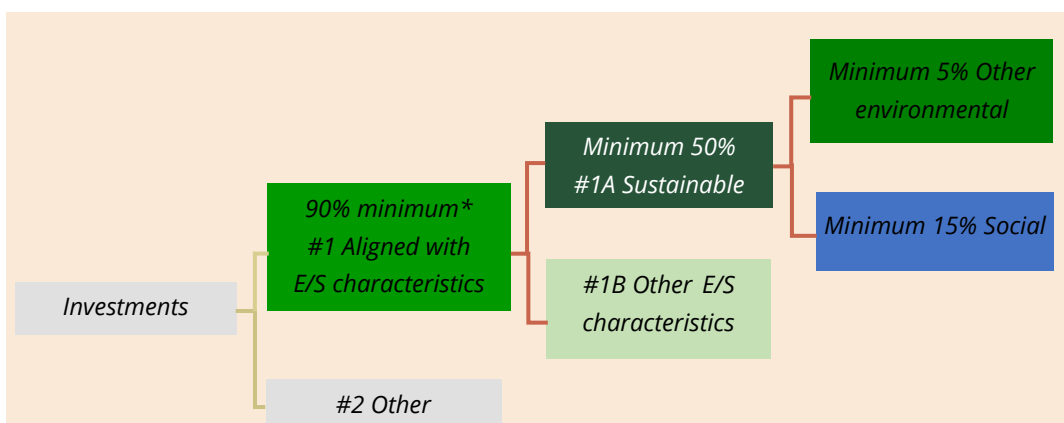 Investments
90% minimum*
#1 Aligned with
E/S characteristics
#2 Other
Minimum 50%
#1A Sustainable
#1B Other E/S
characteristics
Minimum 5% Other
environmental
Minimum 15% Social